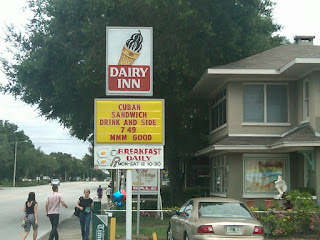 DAIRY
INN
CUBAN
SANDWICH
DRINK AND SIDE
7 49
MMM GOOD
BREAKFAST
DAILY